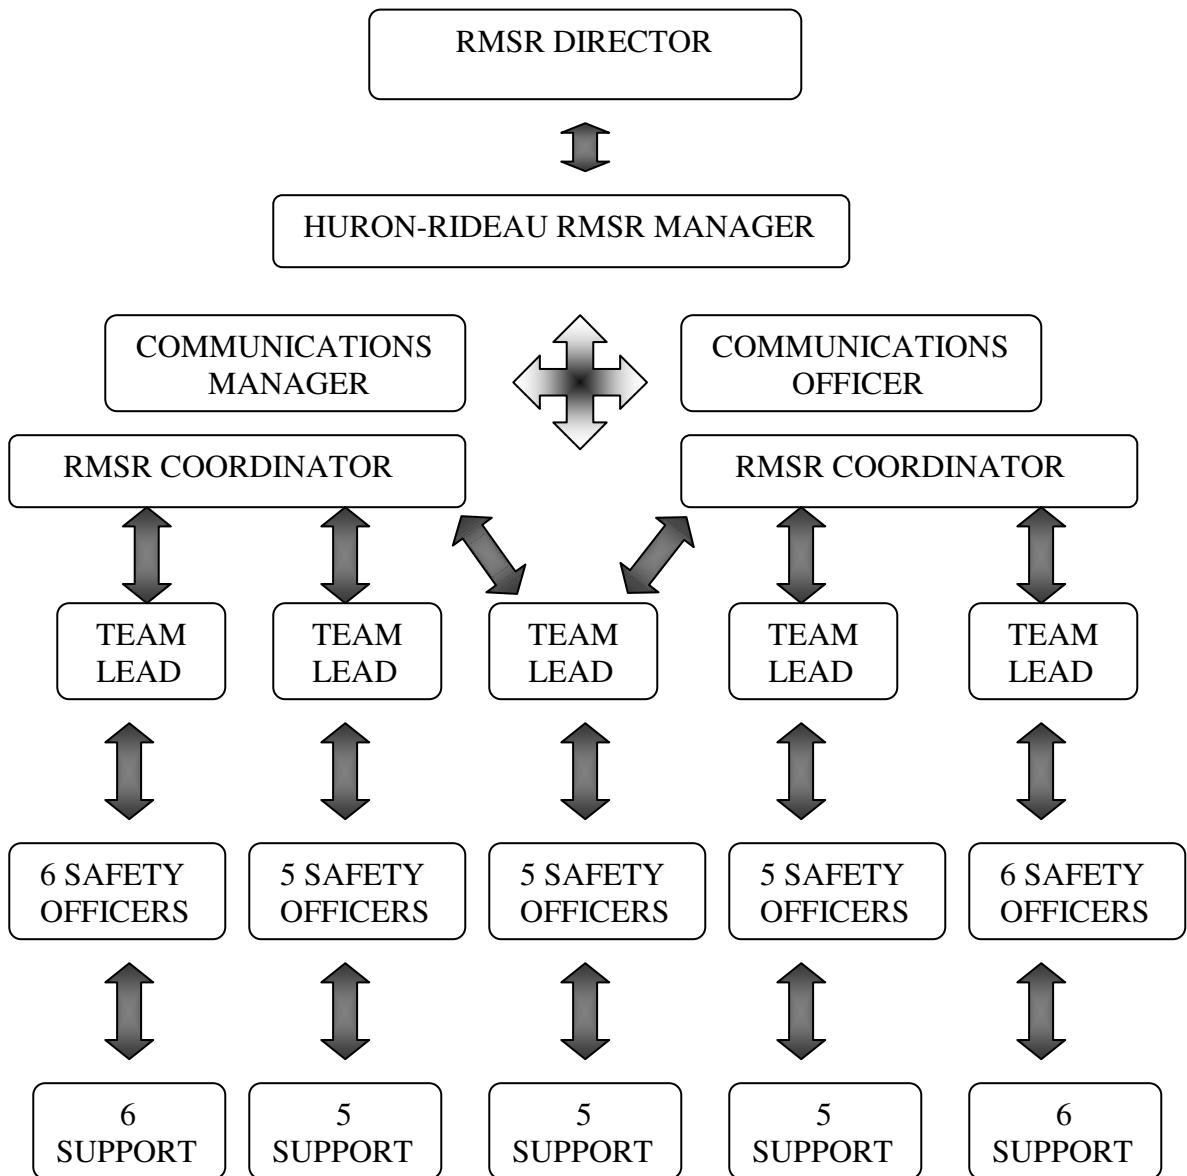 RMSR DIRECTOR
HURON-RIDEAU RMSR MANAGER
COMMUNICATIONS
MANAGER
COMMUNICATIONS
OFFICER
RMSR COORDINATOR
RMSR COORDINATOR
TEAM
LEAD
TEAM
LEAD
TEAM
LEAD
TEAM
LEAD
TEAM
LEAD
6 SAFETY
OFFICERS
5 SAFETY
OFFICERS
5 SAFETY
OFFICERS
5 SAFETY
OFFICERS
6 SAFETY
OFFICERS
6
SUPPORT
5
SUPPORT
5
SUPPORT
5
SUPPORT
6
SUPPORT